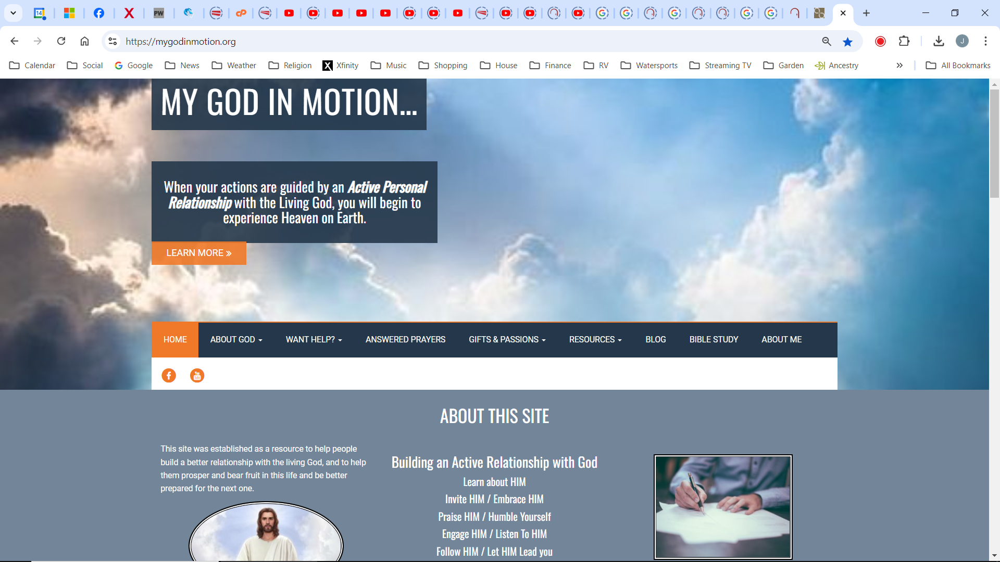 14
PW
cP
https://mygodinmotion.org
J
Calendar
Social
Google
News
Weather
Religion
X
Xfinity
Music
Shopping
House
Finance
RV
Watersports
Streaming TV
Garden
Ancestry
All Bookmarks
MY GOD IN MOTION...
When your actions are guided by an Active Personal
Relationship with the Living God, you will begin to
experience Heaven on Earth.
LEARN MORE »
HOME
ABOUT GOD
WANT HELP?
ANSWERED PRAYERS
GIFTS & PASSIONS
RESOURCES
BLOG
BIBLE STUDY
ABOUT ME
You
Tube
ABOUT THIS SITE
This site was established as a resource to help people
build a better relationship with the living God, and to help
them prosper and bear fruit in this life and be better
prepared for the next one.
Building an Active Relationship with God
Learn about HIM
Invite HIM / Embrace HIM
Praise HIM / Humble Yourself
Engage HIM / Listen To HIM
Follow HIM / Let HIM Lead you